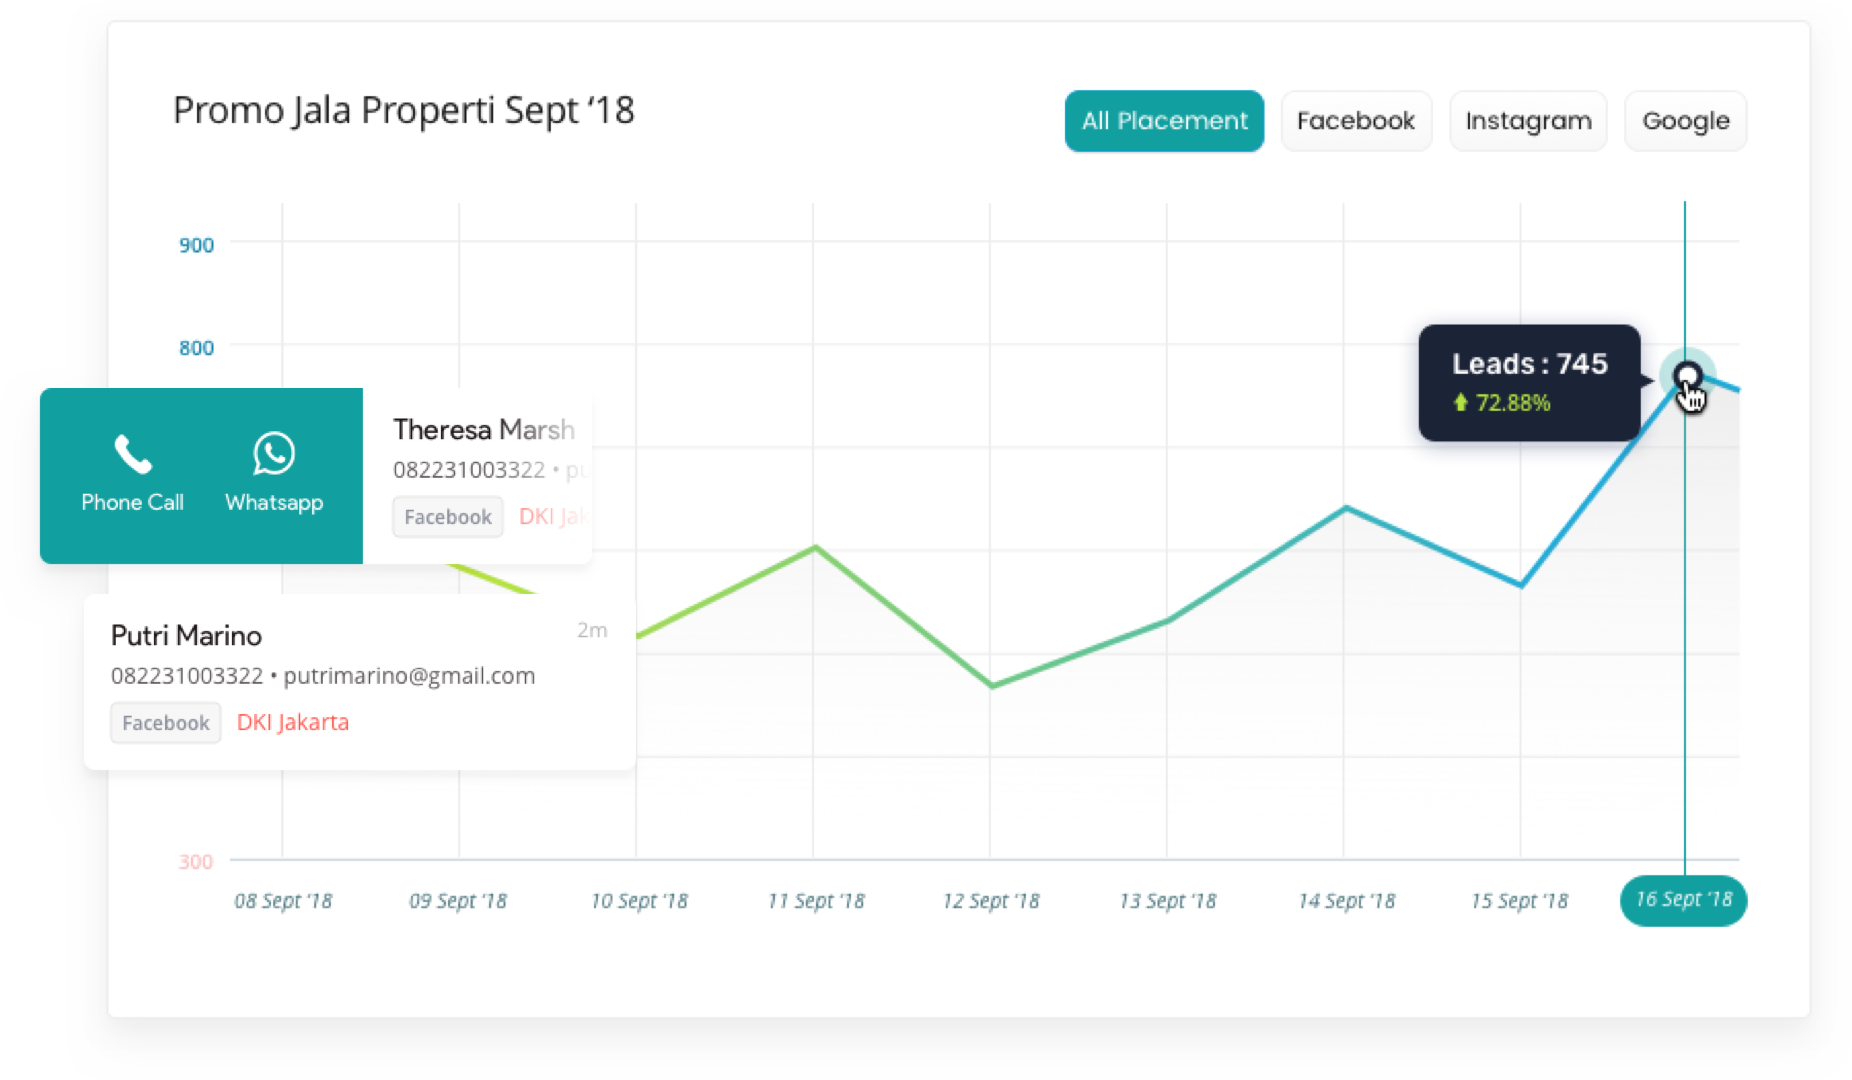 Promo Jala Properti Sept ‘18
All Placement
Facebook
Instagram
Google
900
800
Leads : 745
72.88%
Phone Call
Whatsapp
Theresa Marsh
082231003322 • pu
Facebook
DKI Jak
Putri Marino
2m
082231003322 • putrimarino@gmail.com
Facebook
DKI Jakarta
300
08 Sept ‘18
09 Sept ‘18
10 Sept ‘18
11 Sept ‘18
12 Sept ‘18
13 Sept ‘18
14 Sept ‘18
15 Sept ‘18
16 Sept ‘18